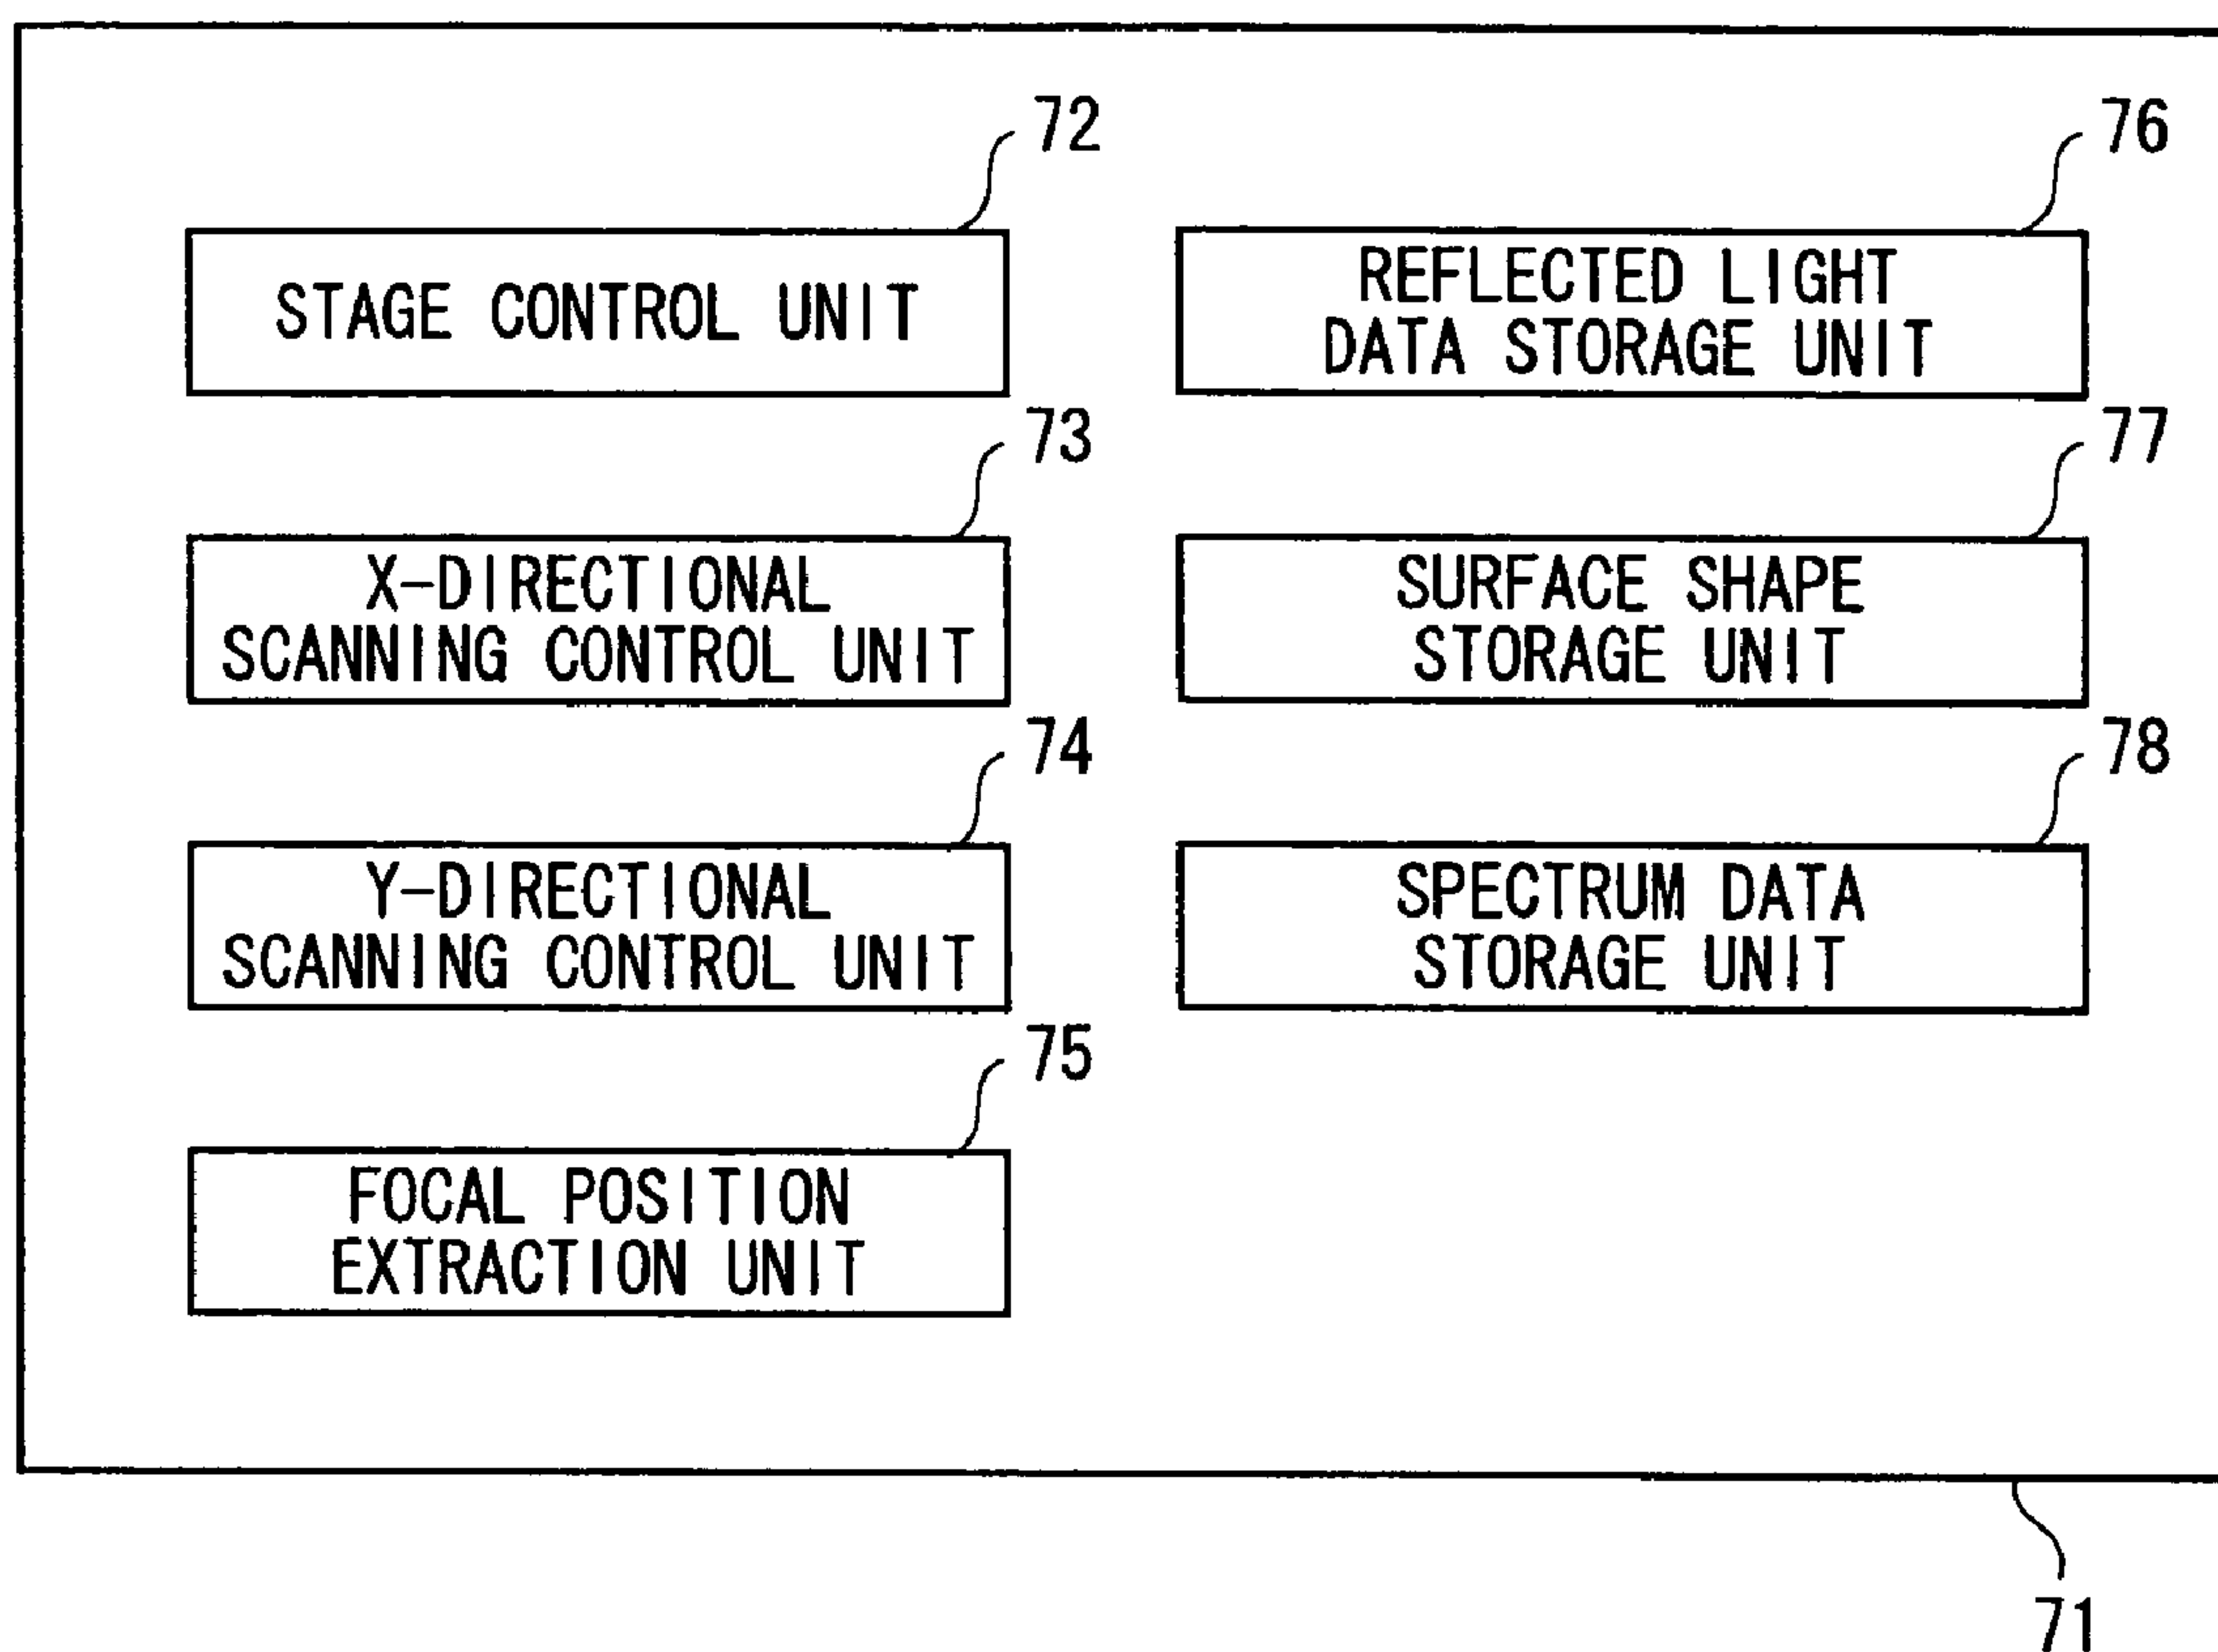 72
STAGE CONTROL UNIT
73
X-DIRECTIONAL
SCANNING CONTROL UNIT
74
Y-DIRECTIONAL
SCANNING CONTROL UNIT
75
FOCAL POSITION
EXTRACTION UNIT
76
REFLECTED LIGHT
DATA STORAGE UNIT
77
SURFACE SHAPE
STORAGE UNIT
78
SPECTRUM DATA
STORAGE UNIT
71